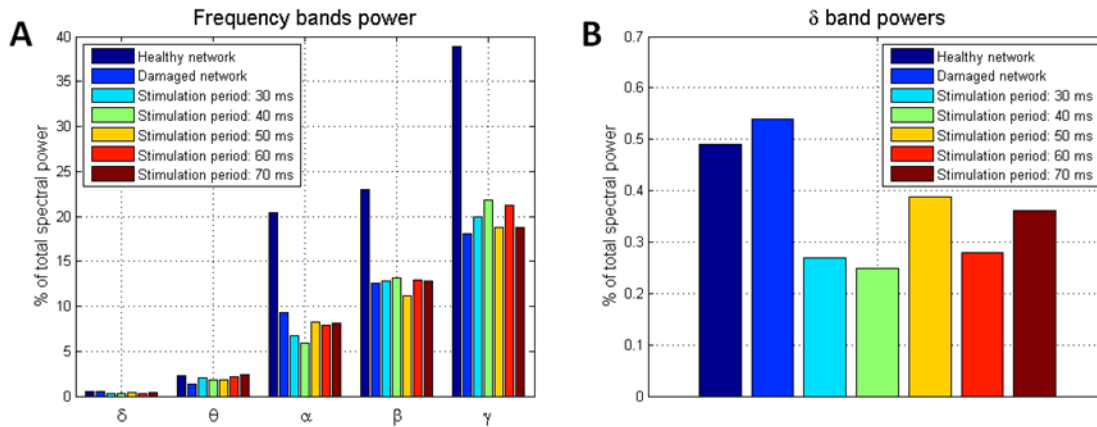 A
Frequency bands power
% of total spectral power
40
35
30
25
20
15
10
5
0
Healthy network
Damaged network
Stimulation period: 30 ms
Stimulation period: 40 ms
Stimulation period: 50 ms
Stimulation period: 60 ms
Stimulation period: 70 ms
δ θ α β γ
B
δ band powers
% of total spectral power
0.7
0.6
0.5
0.4
0.3
0.2
0.1
0
Healthy network
Damaged network
Stimulation period: 30 ms
Stimulation period: 40 ms
Stimulation period: 50 ms
Stimulation period: 60 ms
Stimulation period: 70 ms